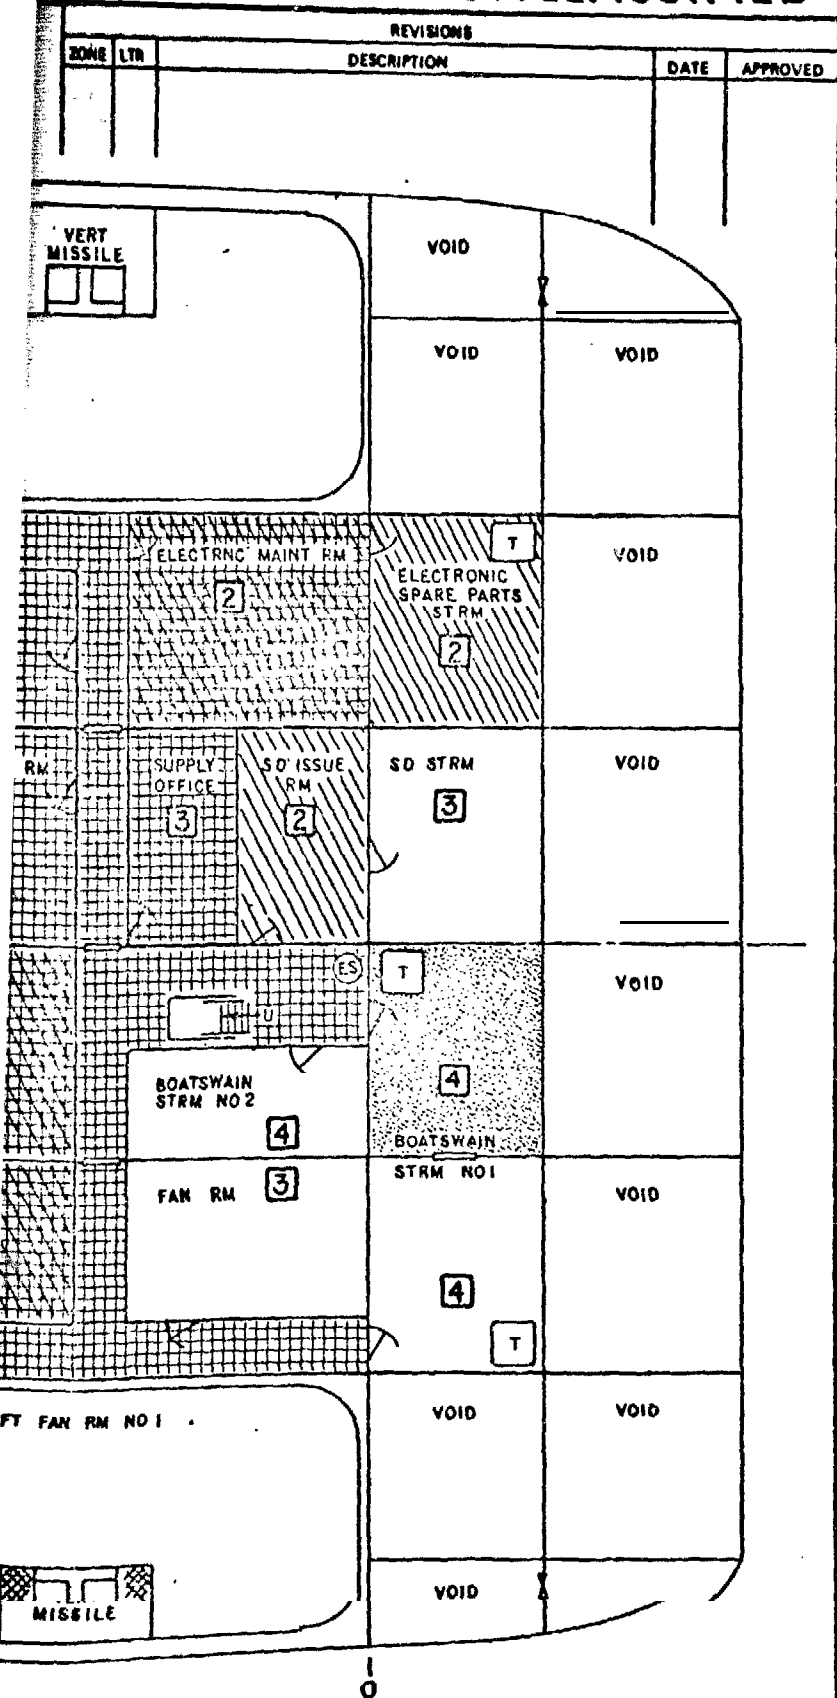 REVISIONS
ZONE LTR DESCRIPTION DATE APPROVED
VERT
MISSILE
VOID
VOID
VOID
ELECTRNC MAINT RM
2
T
ELECTRONIC
SPARE PARTS
STRM
2
VOID
RM
SUPPLY
OFFICE
3
SD ISSUE
RM
2
SD STRM
3
VOID
ES
T
U
VOID
BOATSWAIN
STRM NO 2
4
4
BOATSWAIN
STRM NO 1
FAN RM
3
VOID
4
T
FT FAN RM NO 1
VOID
VOID
MISSILE
VOID
0